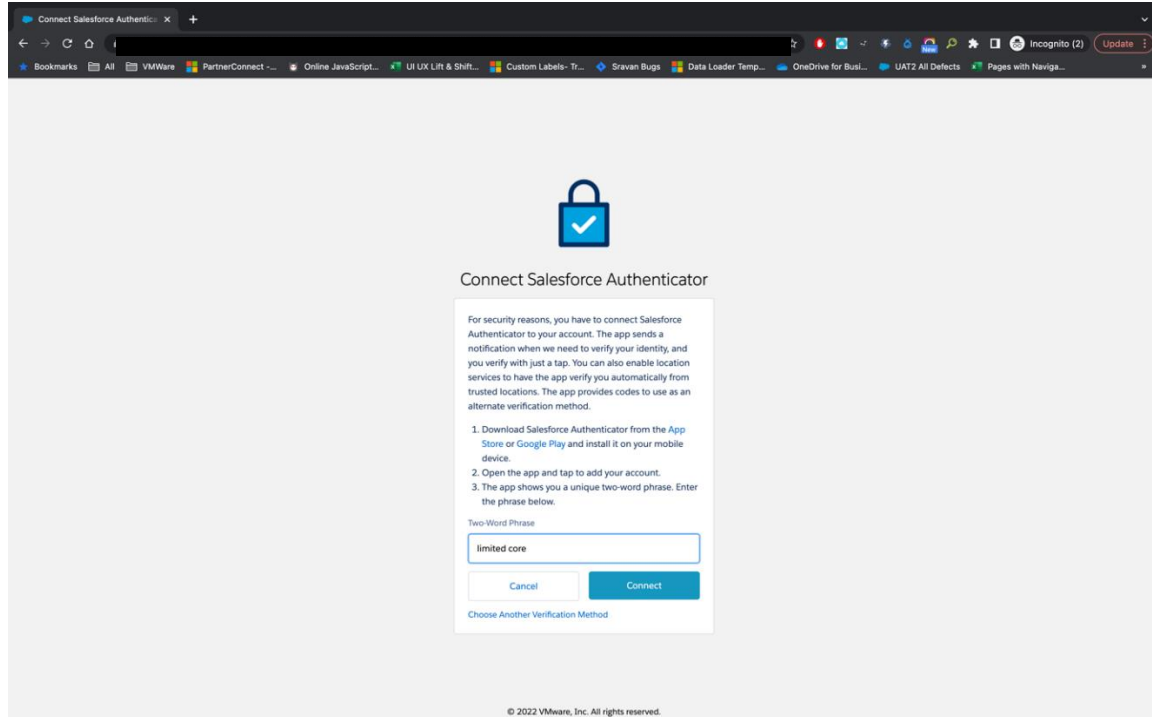 Connect Salesforce Authentic
Incognito (2)
Update
Bookmarks
All
VMWare
PartnerConnect -...
Online JavaScript...
UI UX Lift & Shift...
Custom Labels- Tr...
Sravan Bugs
Data Loader Temp...
OneDrive for Busi...
UAT2 All Defects
Pages with Naviga...
»
New
Connect Salesforce Authenticator
For security reasons, you have to connect Salesforce
Authenticator to your account. The app sends a
notification when we need to verify your identity, and
you verify with just a tap. You can also enable location
services to have the app verify you automatically from
trusted locations. The app provides codes to use as an
alternate verification method.
1. Download Salesforce Authenticator from the App
Store or Google Play and install it on your mobile
device.
2. Open the app and tap to add your account.
3. The app shows you a unique two-word phrase. Enter
the phrase below.
Two-Word Phrase
limited core
Cancel
Connect
Choose Another Verification Method
© 2022 VMware, Inc. All rights reserved.